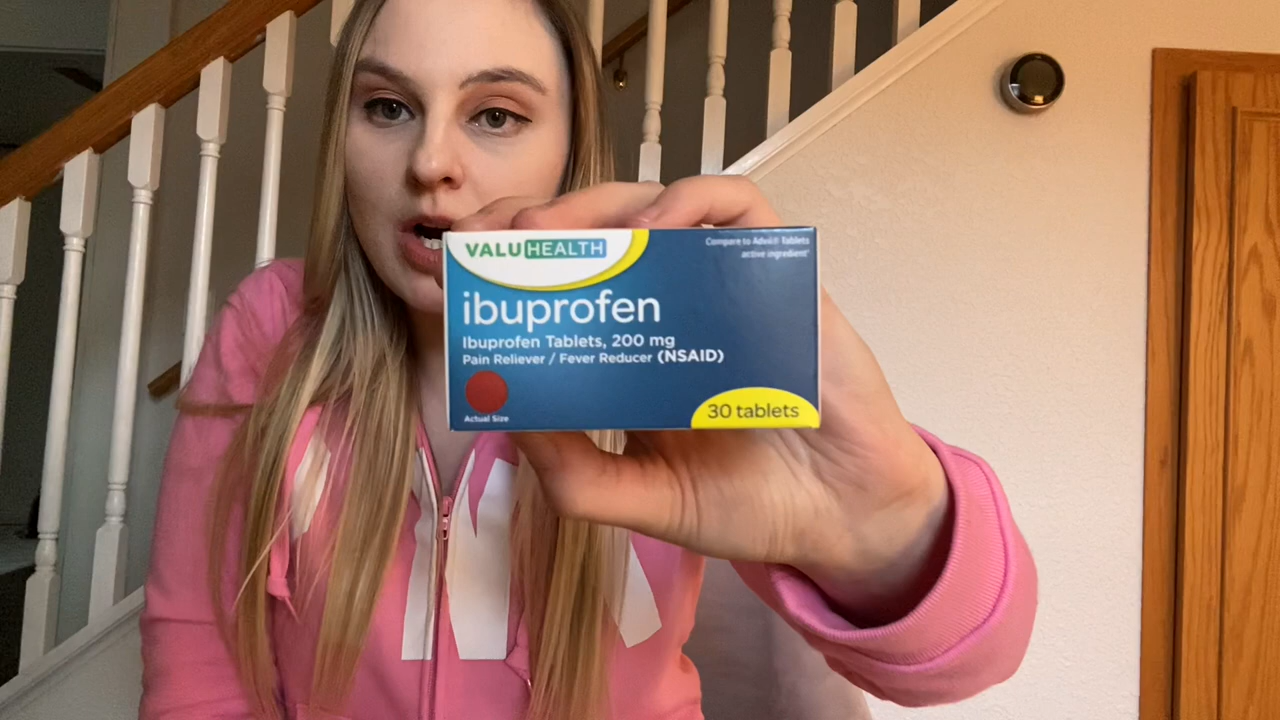 VALUHEALTH
Compare to Advil® Tablets
active ingredient†
ibuprofen
Ibuprofen Tablets, 200 mg
Pain Reliever / Fever Reducer (NSAID)
Actual Size
30 tablets